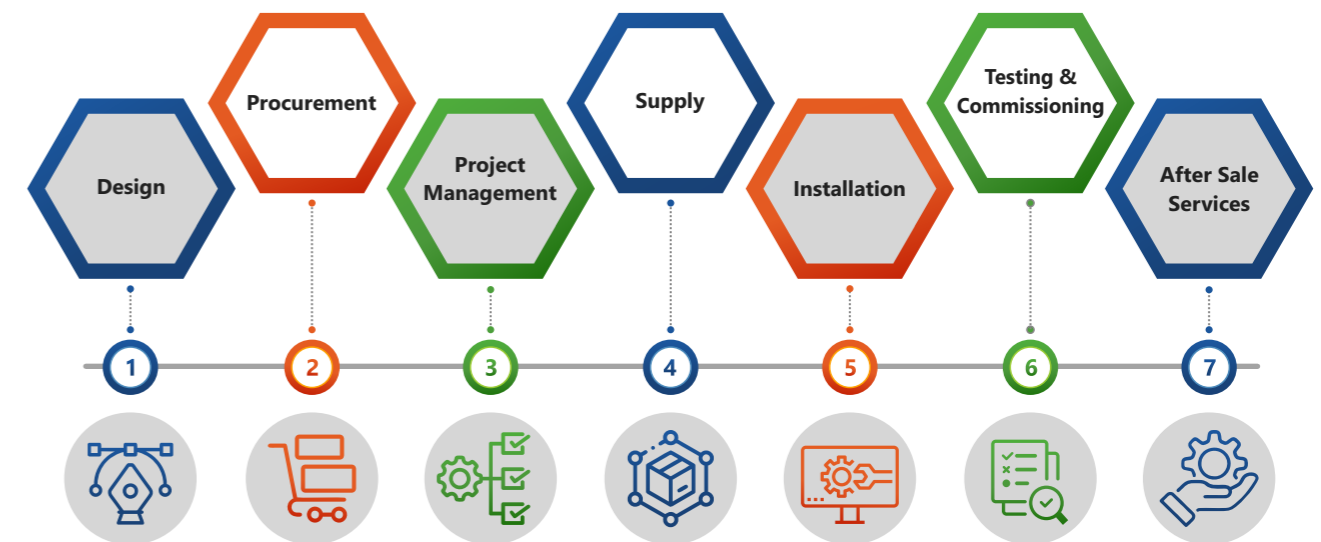 Design
Procurement
Project
Management
Supply
Installation
Testing &
Commissioning
After Sale
Services
1
2
3
4
5
6
7